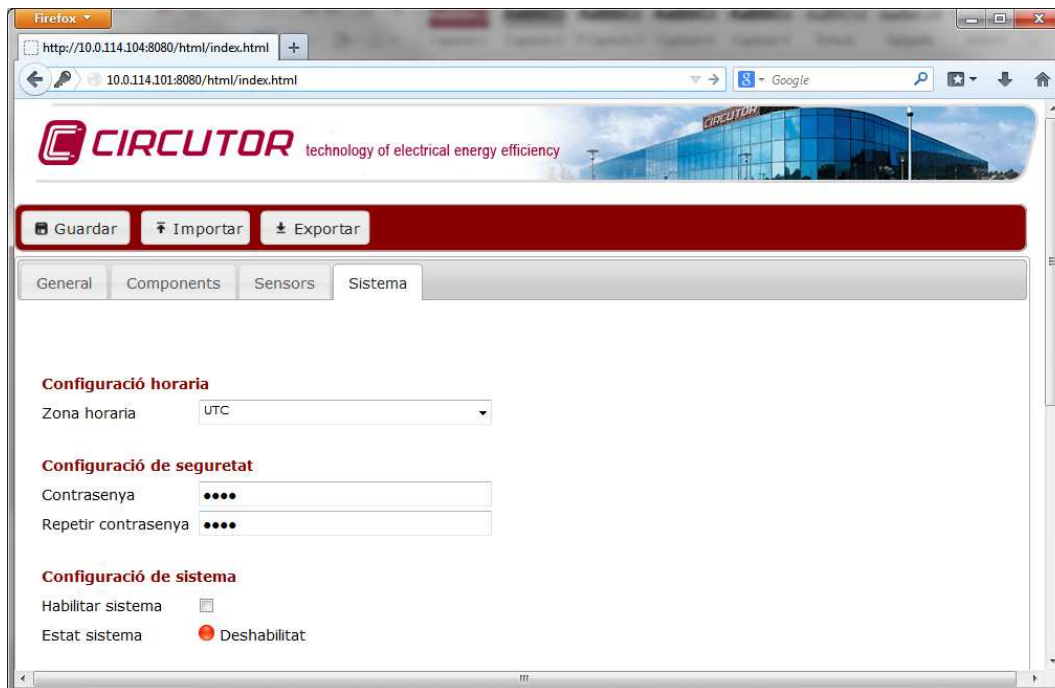 Firefox
http://10.0.114.104:8080/html/index.html
10.0.114.101:8080/html/index.html
Google
CIRCUTOR technology of electrical energy efficiency
CIRCUTOR
Guardar Importar Exportar
General Components Sensors Sistema
Configuració horaria
Zona horaria UTC
Configuració de seguretat
Contrasenya ••••
Repetir contrasenya ••••
Configuració de sistema
Habilitar sistema
Estat sistema Deshabilitat